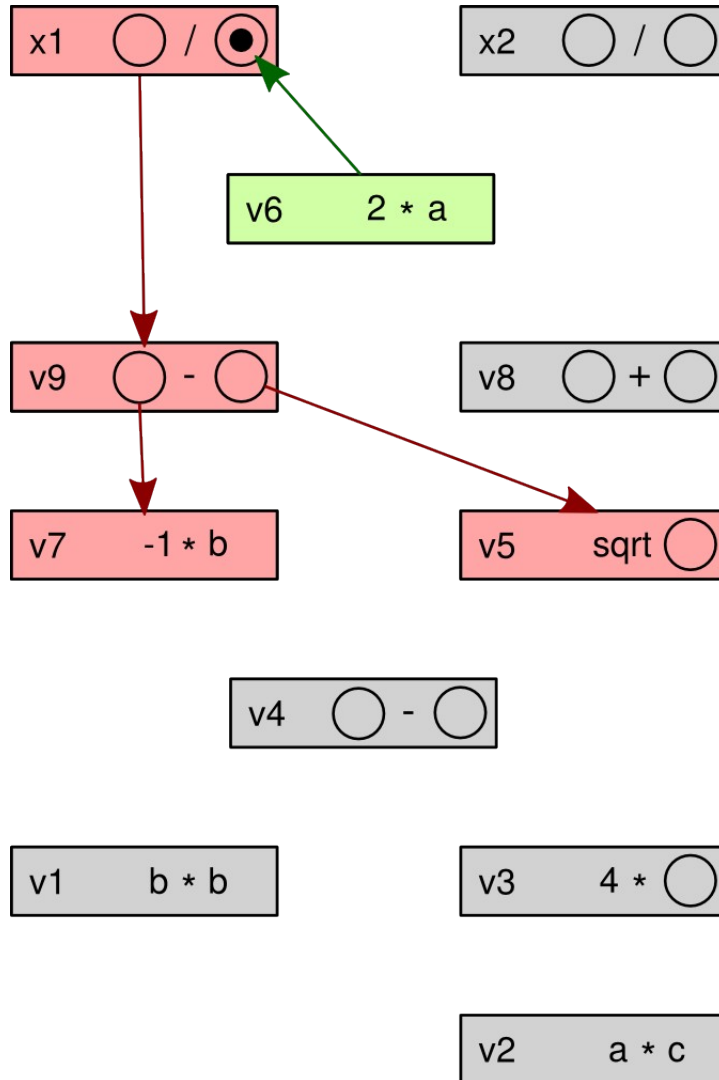 x1 /
x2 /
v6 2 * a
v9 -
v8 +
v7 -1 * b
v5 sqrt
v4 -
v1 b * b
v3 4 *
v2 a * c